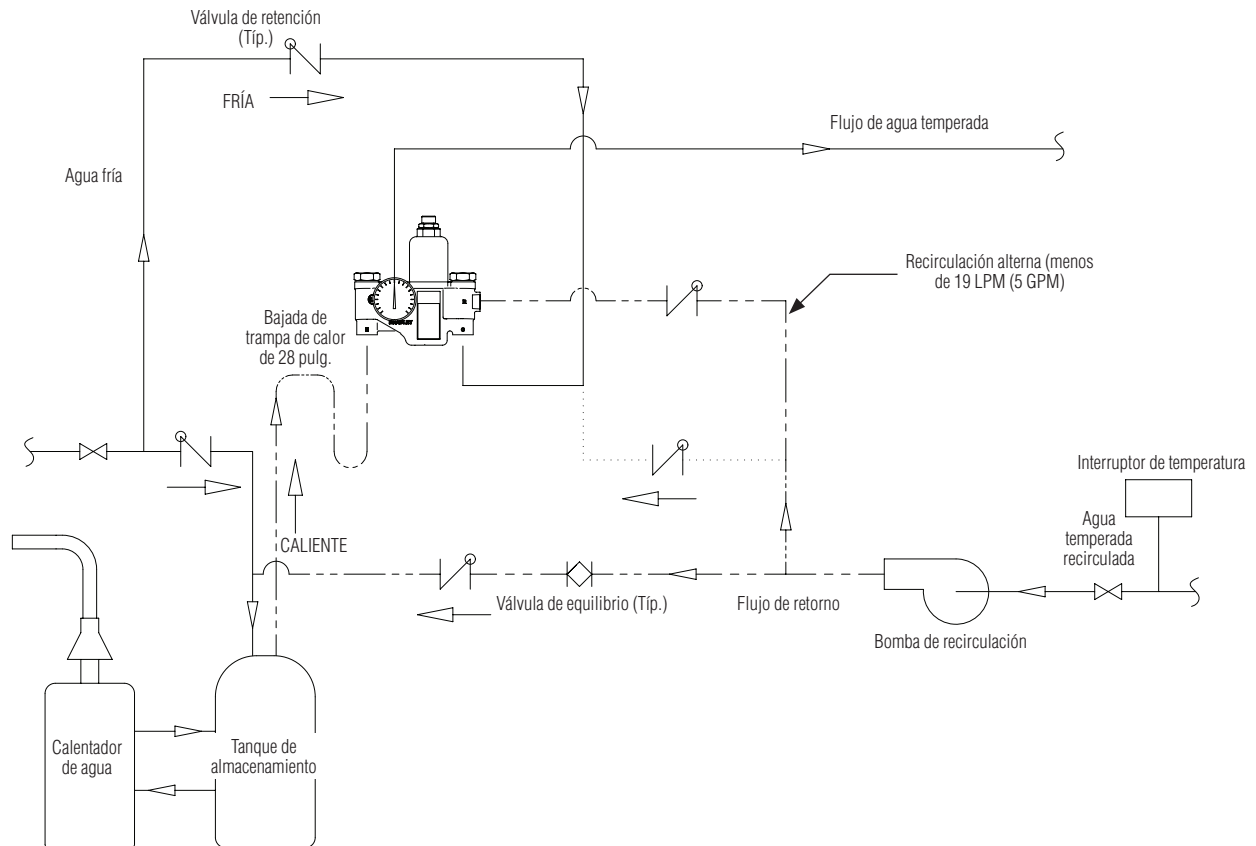 Válvula de retención
(Típ.)
FRÍA
Flujo de agua temperada
Agua fría
Recirculación alterna (menos
de 19 LPM (5 GPM)
Bajada de
trampa de calor
de 28 pulg.
Interruptor de temperatura
Agua
temperada
recirculada
CALIENTE
Válvula de equilibrio (Típ.)
Flujo de retorno
Bomba de recirculación
Calentador
de agua
Tanque de
almacenamiento